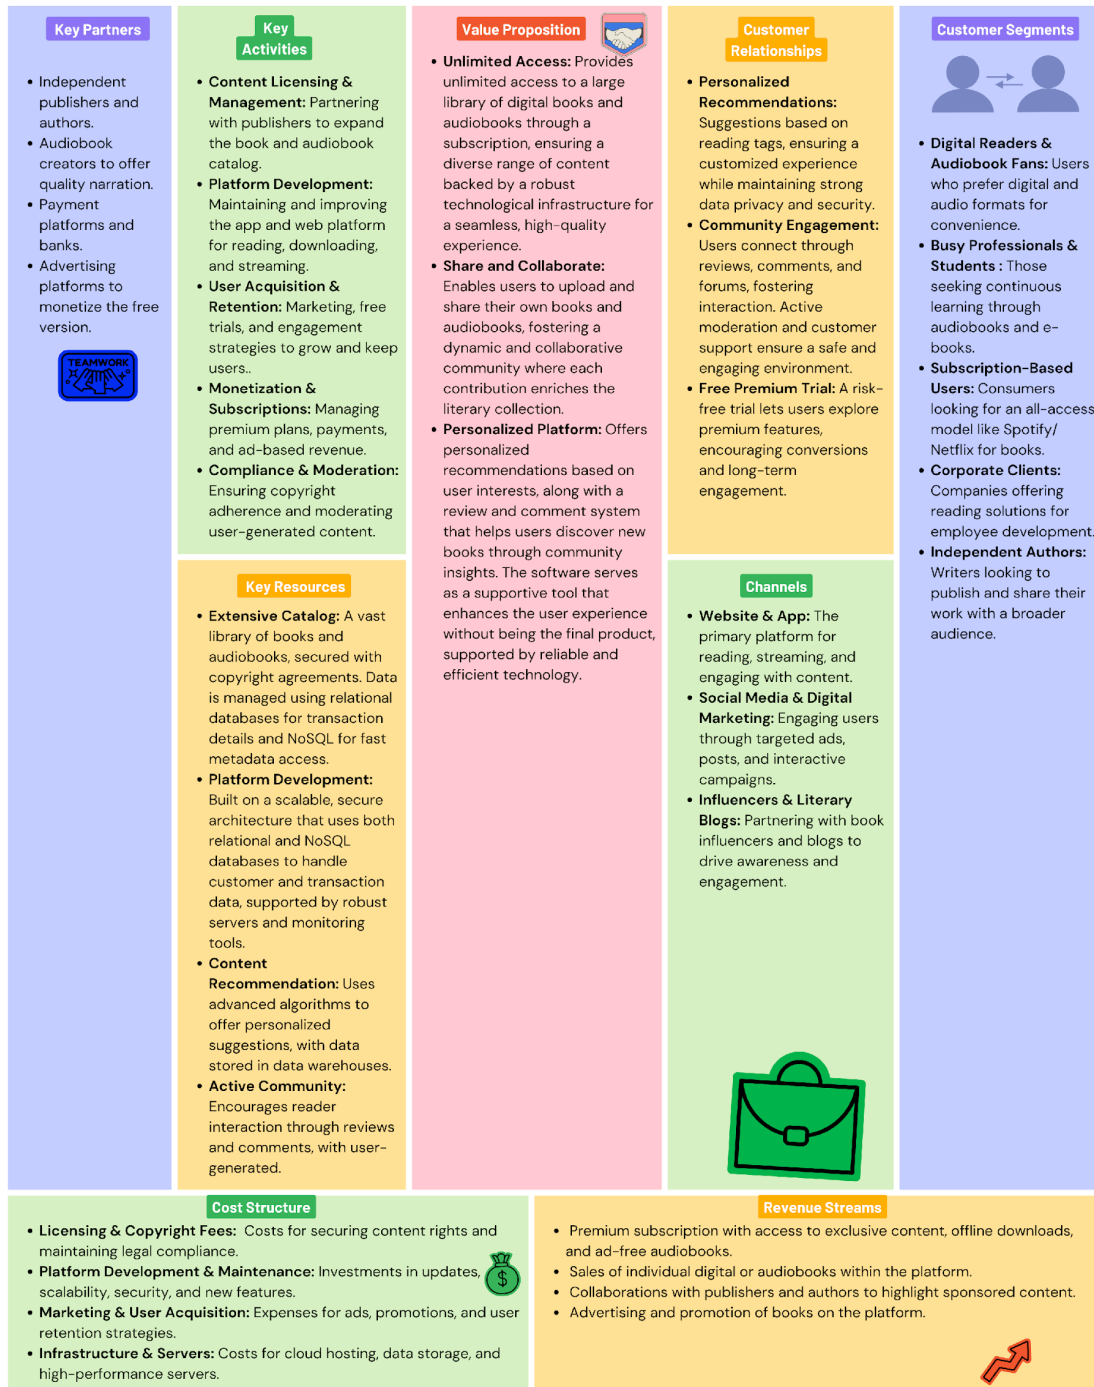 Key Partners
• Independent
publishers and
authors.
• Audiobook
creators to offer
quality narration.
• Payment
platforms and
banks.
• Advertising
platforms to
monetize the free
version.
TEAMWORK
Key
Activities
• Content Licensing &
Management: Partnering
with publishers to expand
the book and audiobook
catalog.
• Platform Development:
Maintaining and improving
the app and web platform
for reading, downloading,
and streaming.
• User Acquisition &
Retention: Marketing, free
trials, and engagement
strategies to grow and keep
users..
• Monetization &
Subscriptions: Managing
premium plans, payments,
and ad-based revenue.
• Compliance & Moderation:
Ensuring copyright
adherence and moderating
user-generated content.
Key Resources
• Extensive Catalog: A vast
library of books and
audiobooks, secured with
copyright agreements. Data
is managed using relational
databases for transaction
details and NoSQL for fast
metadata access.
• Platform Development:
Built on a scalable, secure
architecture that uses both
relational and NoSQL
databases to handle
customer and transaction
data, supported by robust
servers and monitoring
tools.
• Content
Recommendation: Uses
advanced algorithms to
offer personalized
suggestions, with data
stored in data warehouses.
• Active Community:
Encourages reader
interaction through reviews
and comments, with user-
generated.
Value Proposition
• Unlimited Access: Provides
unlimited access to a large
library of digital books and
audiobooks through a
subscription, ensuring a
diverse range of content
backed by a robust
technological infrastructure for
a seamless, high-quality
experience.
• Share and Collaborate:
Enables users to upload and
share their own books and
audiobooks, fostering a
dynamic and collaborative
community where each
contribution enriches the
literary collection.
• Personalized Platform: Offers
personalized
recommendations based on
user interests, along with a
review and comment system
that helps users discover new
books through community
insights. The software serves
as a supportive tool that
enhances the user experience
without being the final product,
supported by reliable and
efficient technology.
Customer
Relationships
• Personalized
Recommendations:
Suggestions based on
reading tags, ensuring a
customized experience
while maintaining strong
data privacy and security.
• Community Engagement:
Users connect through
reviews, comments, and
forums, fostering
interaction. Active
moderation and customer
support ensure a safe and
engaging environment.
• Free Premium Trial: A risk-
free trial lets users explore
premium features,
encouraging conversions
and long-term
engagement.
Channels
• Website & App: The
primary platform for
reading, streaming, and
engaging with content.
• Social Media & Digital
Marketing: Engaging users
through targeted ads,
posts, and interactive
campaigns.
• Influencers & Literary
Blogs: Partnering with book
influencers and blogs to
drive awareness and
engagement.
Customer Segments
• Digital Readers &
Audiobook Fans: Users
who prefer digital and
audio formats for
convenience.
• Busy Professionals &
Students : Those
seeking continuous
learning through
audiobooks and e-
books.
• Subscription-Based
Users: Consumers
looking for an all-access
model like Spotify/
Netflix for books.
• Corporate Clients:
Companies offering
reading solutions for
employee development.
• Independent Authors:
Writers looking to
publish and share their
work with a broader
audience.
Cost Structure
• Licensing & Copyright Fees: Costs for securing content rights and
maintaining legal compliance.
• Platform Development & Maintenance: Investments in updates,
scalability, security, and new features.
• Marketing & User Acquisition: Expenses for ads, promotions, and user
retention strategies.
• Infrastructure & Servers: Costs for cloud hosting, data storage, and
high-performance servers.
$
Revenue Streams
• Premium subscription with access to exclusive content, offline downloads,
and ad-free audiobooks.
• Sales of individual digital or audiobooks within the platform.
• Collaborations with publishers and authors to highlight sponsored content.
• Advertising and promotion of books on the platform.